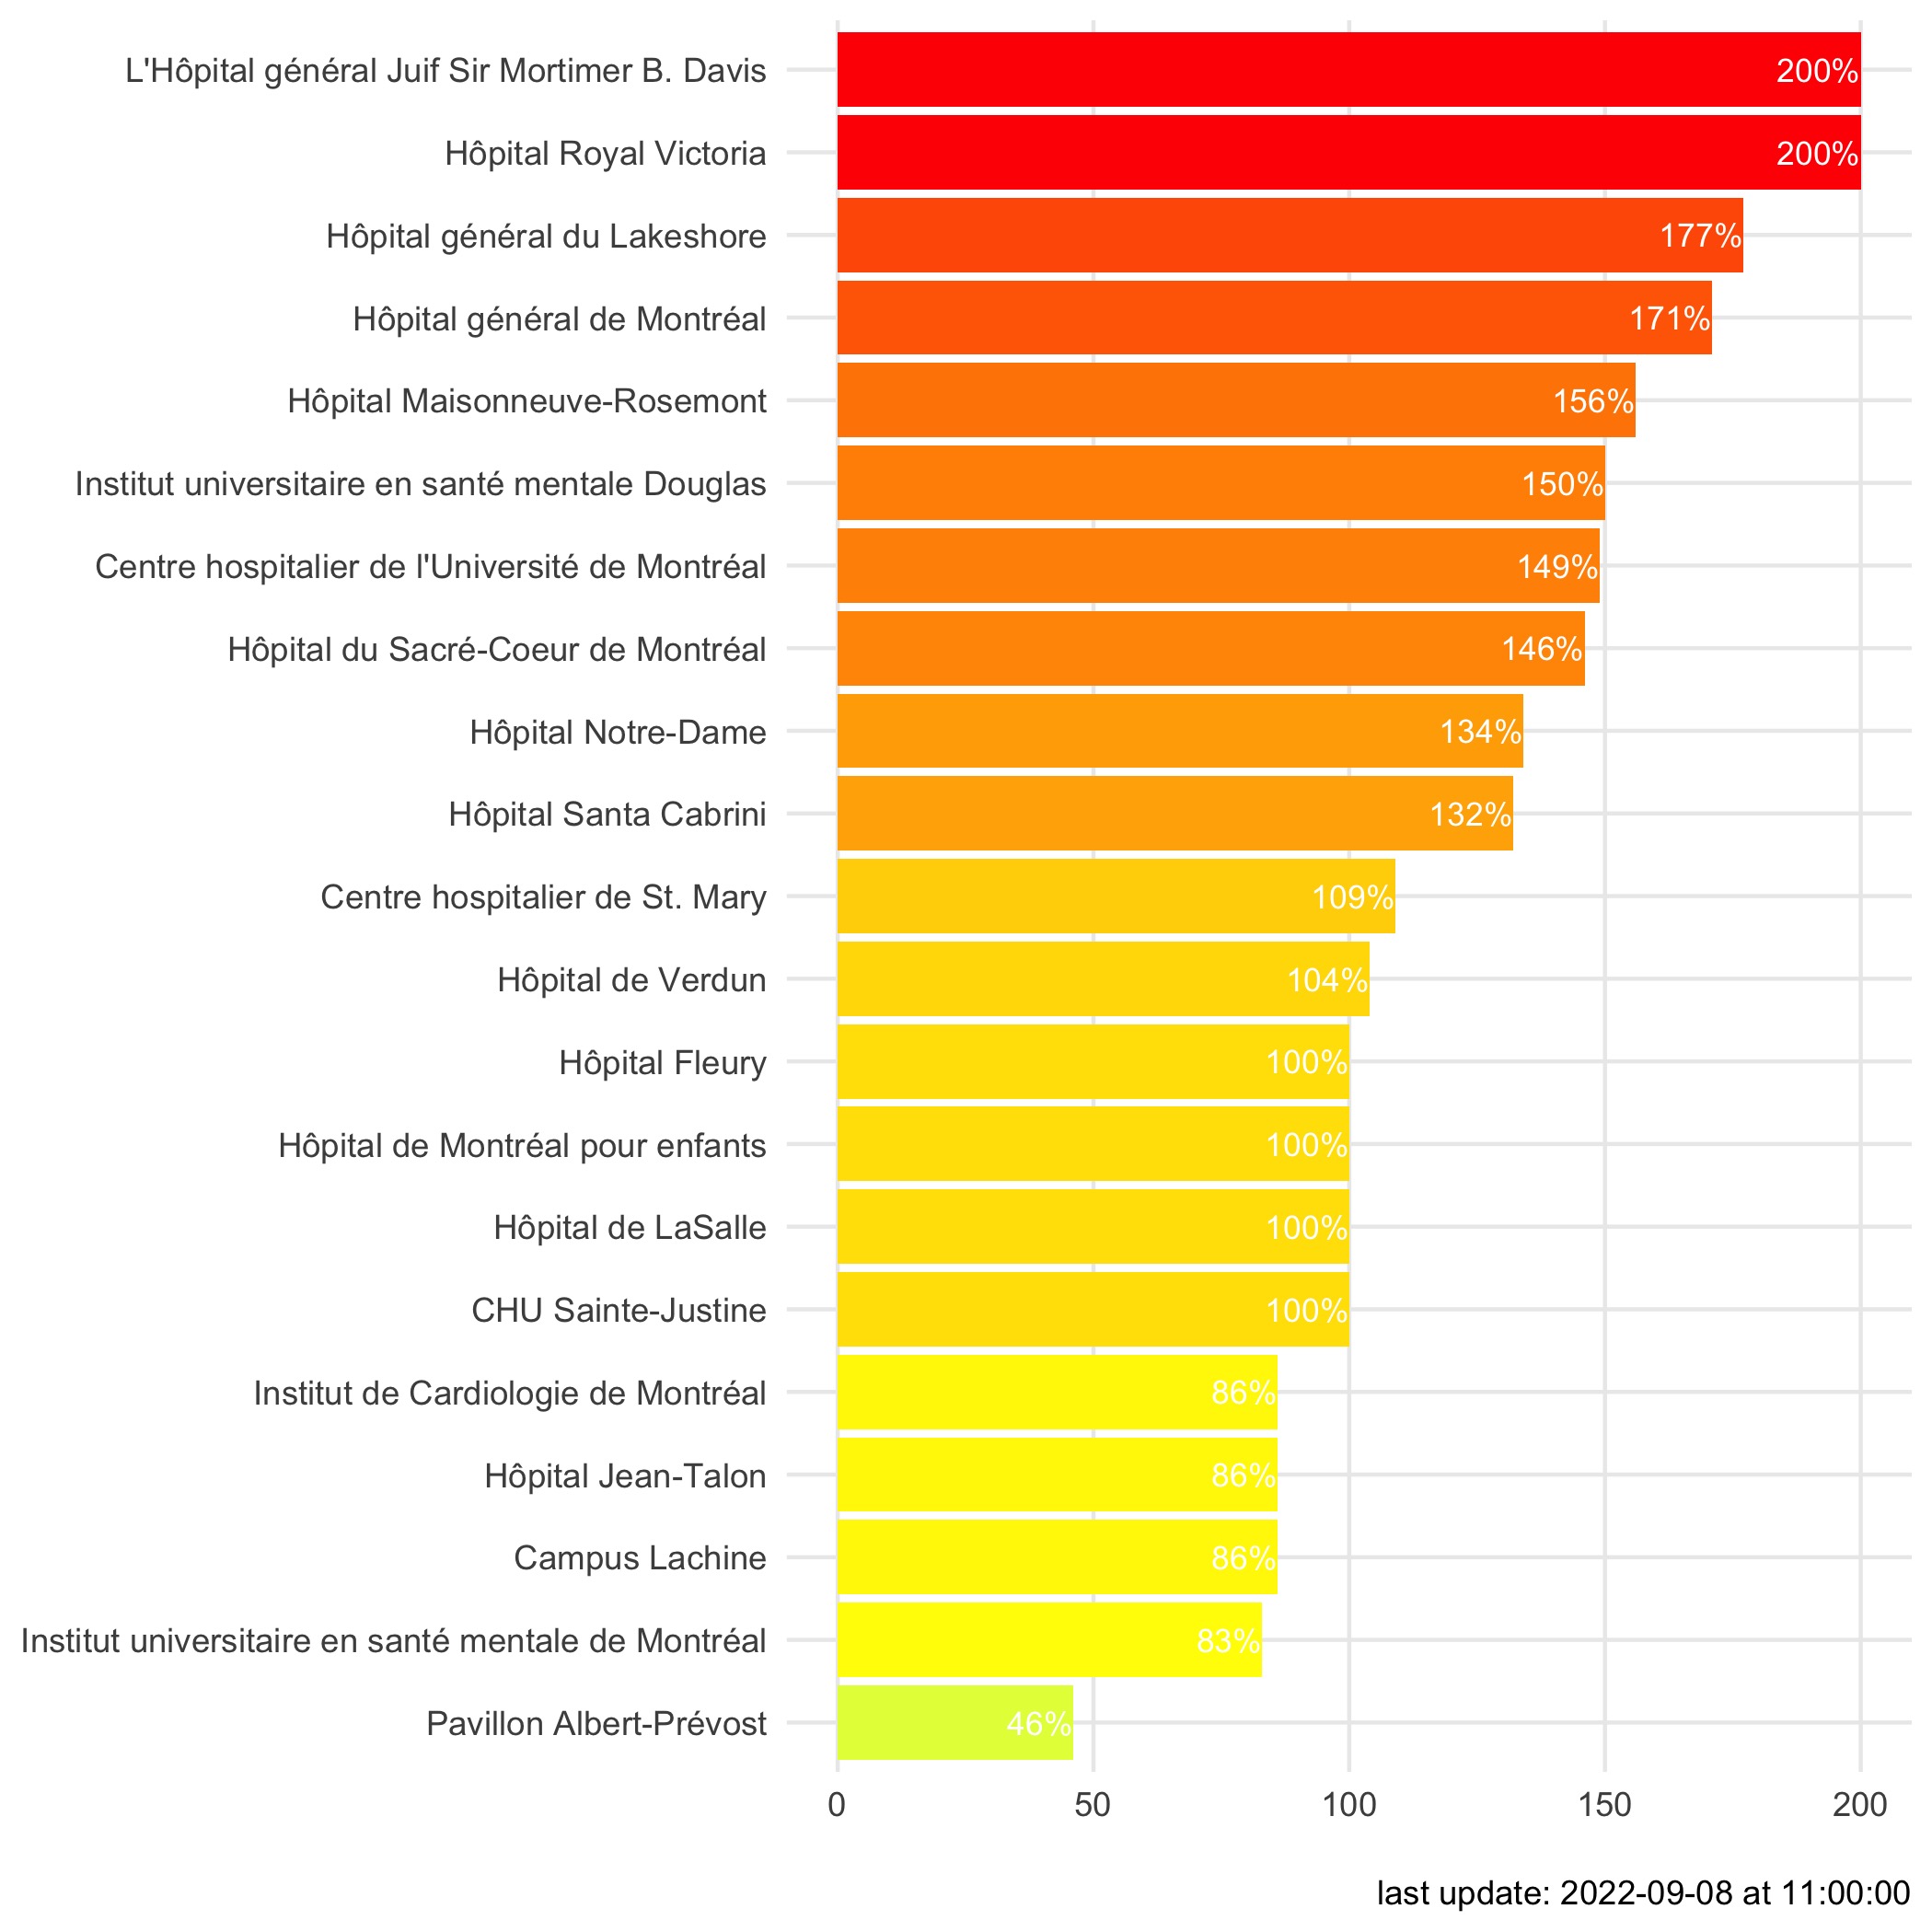 L'Hôpital général Juif Sir Mortimer B. Davis 200%
Hôpital Royal Victoria 200%
Hôpital général du Lakeshore 177%
Hôpital général de Montréal 171%
Hôpital Maisonneuve-Rosemont 156%
Institut universitaire en santé mentale Douglas 150%
Centre hospitalier de l'Université de Montréal 149%
Hôpital du Sacré-Coeur de Montréal 146%
Hôpital Notre-Dame 134%
Hôpital Santa Cabrini 132%
Centre hospitalier de St. Mary 109%
Hôpital de Verdun 104%
Hôpital Fleury 100%
Hôpital de Montréal pour enfants 100%
Hôpital de LaSalle 100%
CHU Sainte-Justine 100%
Institut de Cardiologie de Montréal 86%
Hôpital Jean-Talon 86%
Campus Lachine 86%
Institut universitaire en santé mentale de Montréal 83%
Pavillon Albert-Prévost 46%
0 50 100 150 200
last update: 2022-09-08 at 11:00:00